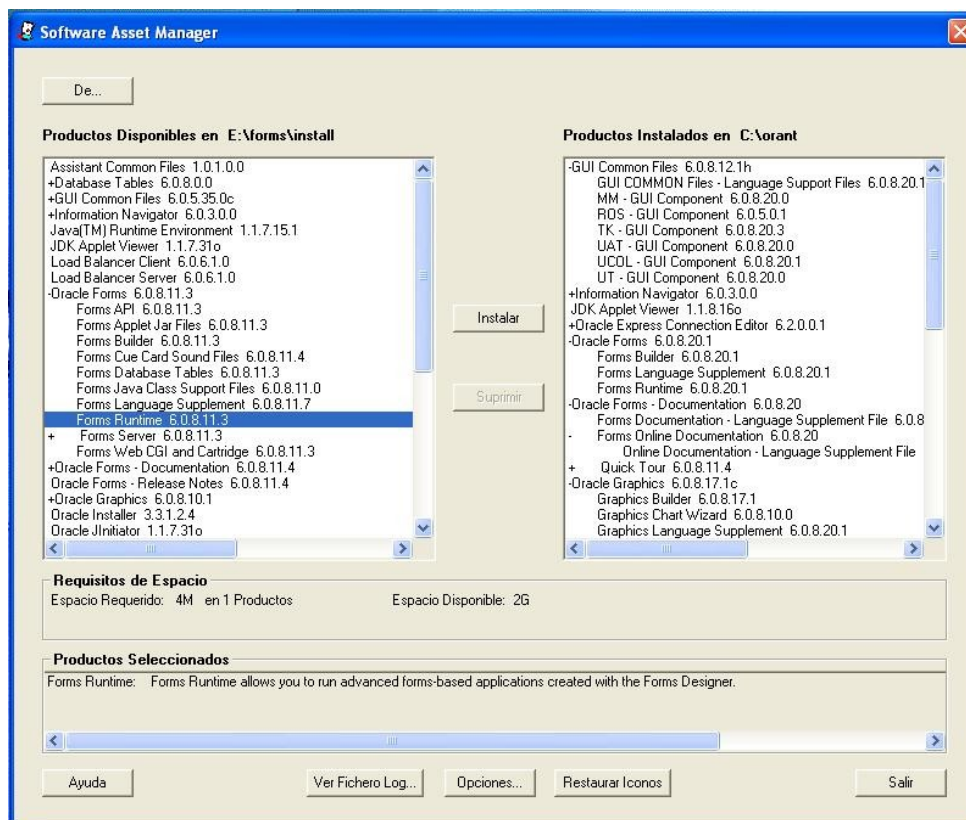 Software Asset Manager
De...
Productos Disponibles en E:\forms\install
Assistant Common Files 1.0.1.0.0
+Database Tables 6.0.8.0.0
+GUI Common Files 6.0.5.35.0c
+Information Navigator 6.0.3.0.0
Java(TM) Runtime Environment 1.1.7.15.1
JDK Applet Viewer 1.1.7.31o
Load Balancer Client 6.0.6.1.0
Load Balancer Server 6.0.6.1.0
-Oracle Forms 6.0.8.11.3
Forms API 6.0.8.11.3
Forms Applet Jar Files 6.0.8.11.3
Forms Builder 6.0.8.11.3
Forms Cue Card Sound Files 6.0.8.11.4
Forms Database Tables 6.0.8.11.3
Forms Java Class Support Files 6.0.8.11.0
Forms Language Supplement 6.0.8.11.7
Forms Runtime 6.0.8.11.3
+ Forms Server 6.0.8.11.3
Forms Web CGI and Cartridge 6.0.8.11.3
+Oracle Forms - Documentation 6.0.8.11.4
Oracle Forms - Release Notes 6.0.8.11.4
+Oracle Graphics 6.0.8.10.1
Oracle Installer 3.3.1.2.4
Oracle JInitiator 1.1.7.31o
Instalar
Suprimir
Productos Instalados en C:\orant
-GUI Common Files 6.0.8.12.1h
GUI COMMON Files - Language Support Files 6.0.8.20.1
MM - GUI Component 6.0.8.20.0
ROS - GUI Component 6.0.5.0.1
TK - GUI Component 6.0.8.20.3
UAT - GUI Component 6.0.8.20.0
UCOL - GUI Component 6.0.8.20.1
UT - GUI Component 6.0.8.20.0
+Information Navigator 6.0.3.0.0
JDK Applet Viewer 1.1.8.16o
+Oracle Express Connection Editor 6.2.0.0.1
-Oracle Forms 6.0.8.20.1
Forms Builder 6.0.8.20.1
Forms Language Supplement 6.0.8.20.1
Forms Runtime 6.0.8.20.1
-Oracle Forms - Documentation 6.0.8.20
Forms Documentation - Language Supplement File 6.0.8
- Forms Online Documentation 6.0.8.20
Online Documentation - Language Supplement File
+ Quick Tour 6.0.8.11.4
-Oracle Graphics 6.0.8.17.1c
Graphics Builder 6.0.8.17.1
Graphics Chart Wizard 6.0.8.10.0
Graphics Language Supplement 6.0.8.20.1
Requisitos de Espacio
Espacio Requerido: 4M en 1 Productos Espacio Disponible: 2G
Productos Seleccionados
Forms Runtime: Forms Runtime allows you to run advanced forms-based applications created with the Forms Designer.
Ayuda Ver Fichero Log... Opciones... Restaurar Iconos Salir